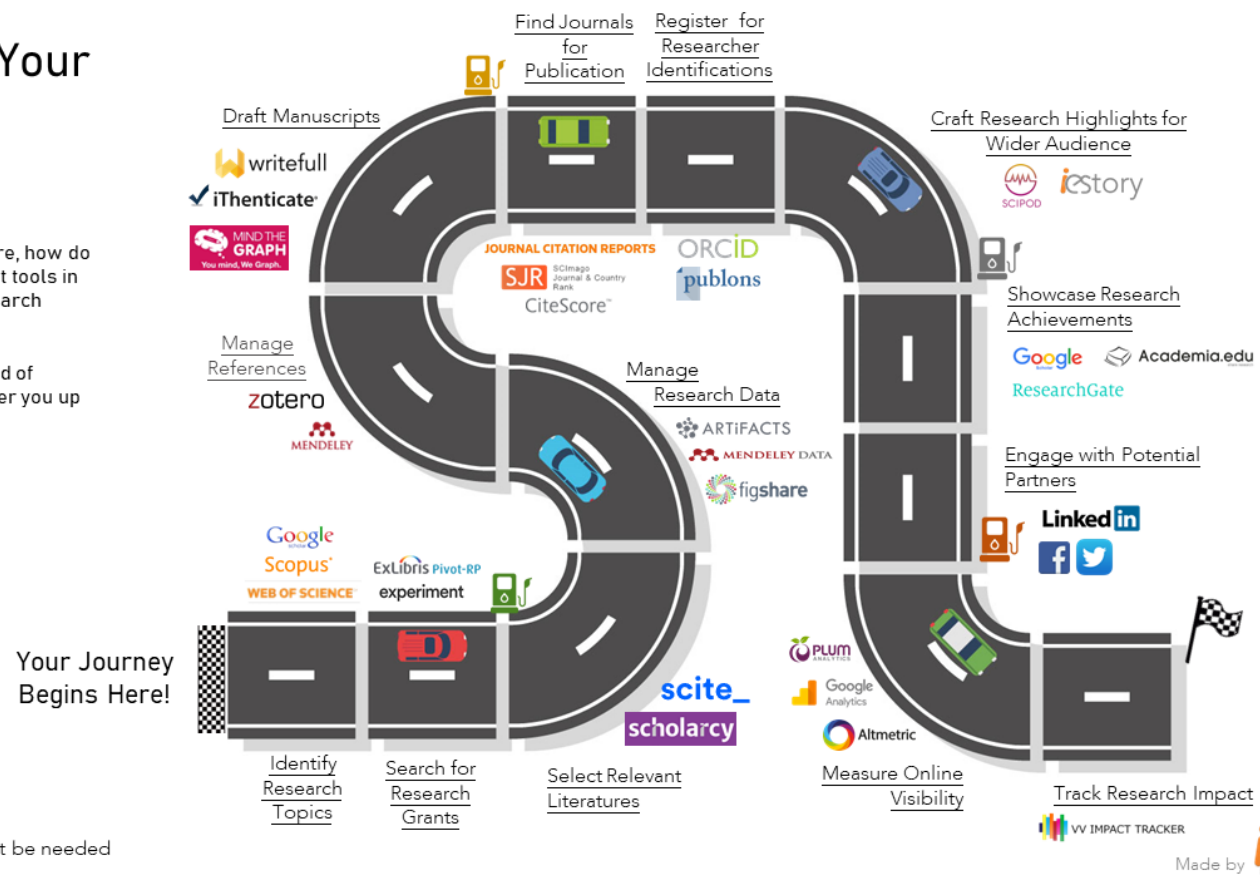 Your
re, how do
t tools in
arch
d of
er you up
Your Journey
Begins Here!
t be needed
Identify
Research
Topics
Google
Scopus
WEB OF SCIENCE
Search for
Research
Grants
ExLibris Pivot-RP
experiment
Select Relevant
Literatures
scite_
scholarcy
Manage
Research Data
ARTiFACTS
MENDELEY DATA
figshare
Manage
References
zotero
MENDELEY
Draft Manuscripts
writefull
iThenticate
MIND THE
GRAPH
You mind, We Graph.
Find Journals
for
Publication
JOURNAL CITATION REPORTS
SJR
SCImago
Journal & Country
Rank
CiteScore™
Register for
Researcher
Identifications
ORCID
publons
Craft Research Highlights for
Wider Audience
SCIPOD
Showcase Research
Achievements
Google
Academia.edu
ResearchGate
Engage with Potential
Partners
Linked in
f
PLUM
ANALYTICS
Google
Analytics
Altmetric
Measure Online
Visibility
Track Research Impact
VV IMPACT TRACKER
Made by